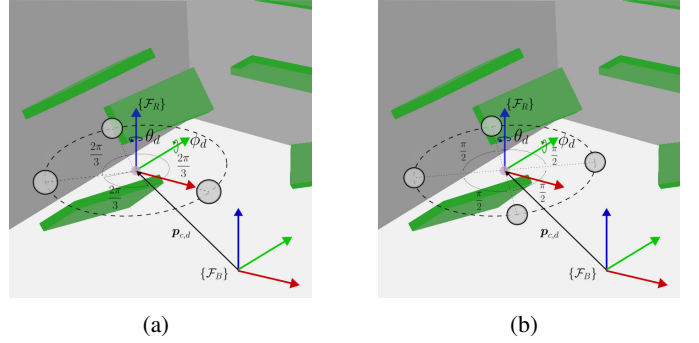 {F_R}
θ_d
ϕ_d
2π/3
2π/3
2π/3
p_{c,d}
{F_B}
(a)
{F_R}
θ_d
ϕ_d
π/2
π/2
π/2
π/2
p_{c,d}
{F_B}
(b)